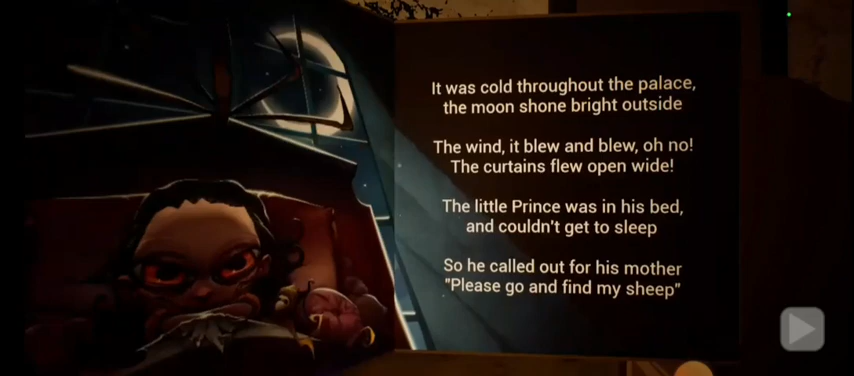 It was cold throughout the palace,
the moon shone bright outside
The wind, it blew and blew, oh no!
The curtains flew open wide!
The little Prince was in his bed,
and couldn't get to sleep
So he called out for his mother
"Please go and find my sheep"